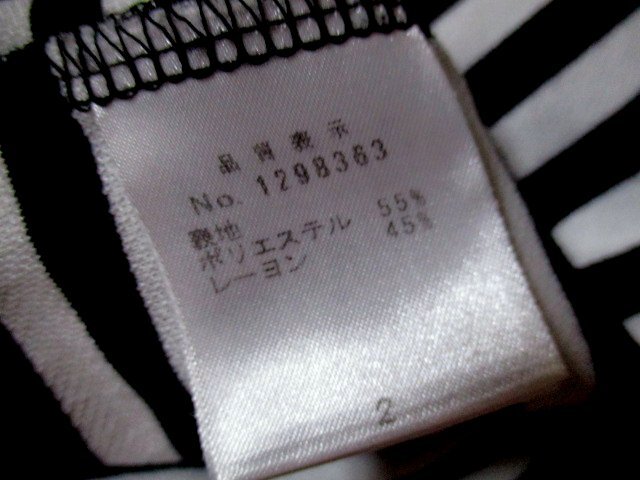 品質表示
No. 1298363
表地
ポリエステル 55%
レーヨン 45%
2